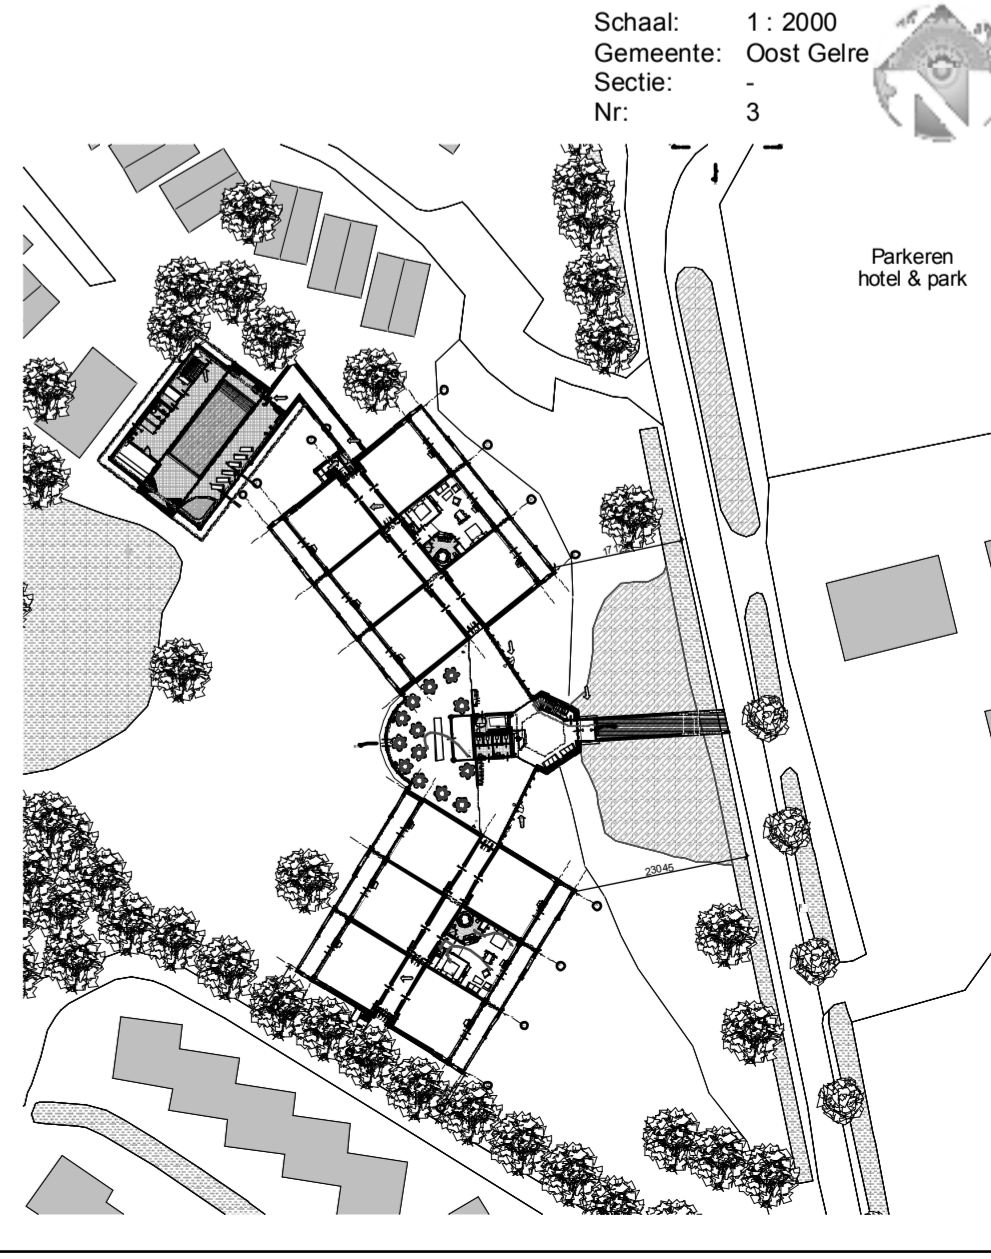 Schaal: 1 : 2000
Gemeente: Oost Gelre
Sectie: -
Nr: 3
Parkeren
hotel & park
23045